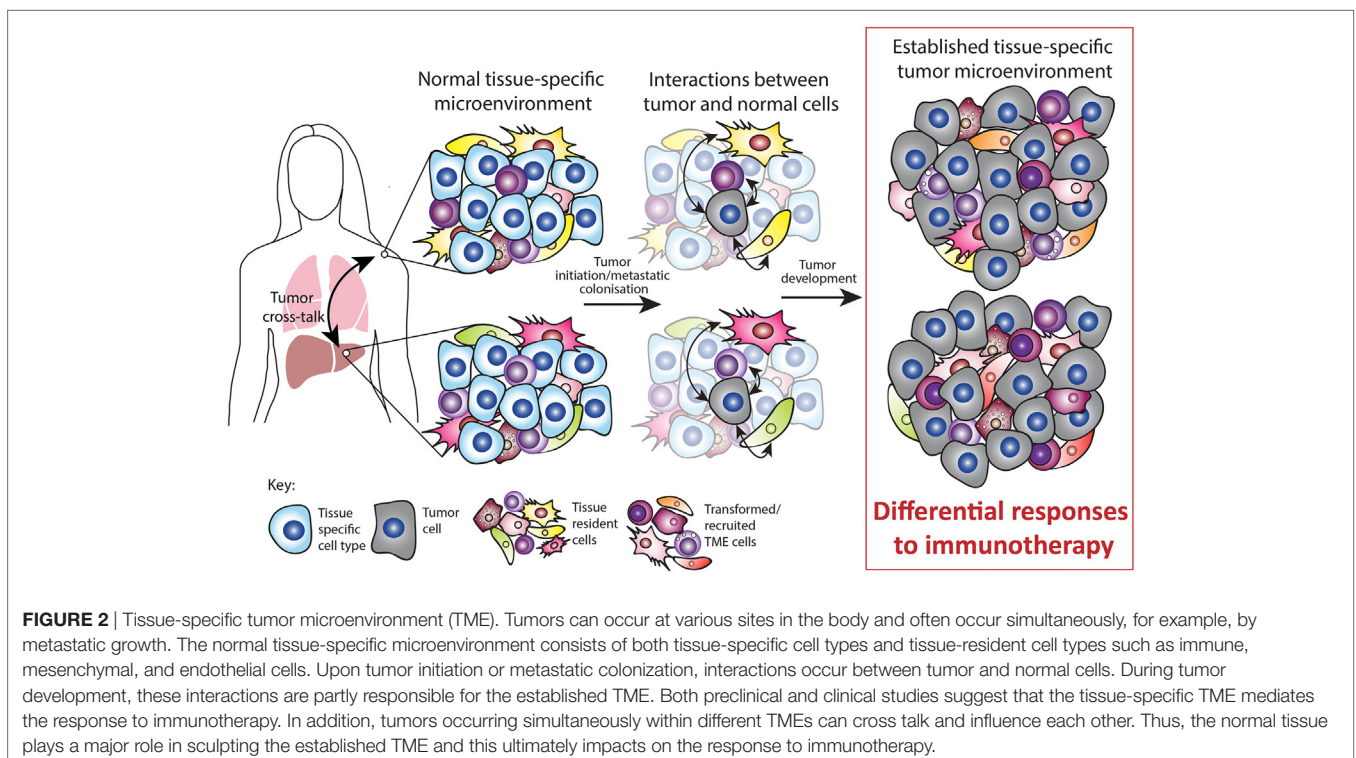 Normal tissue-specific
microenvironment
Interactions between
tumor and normal cells
Established tissue-specific
tumor microenvironment
Tumor
cross-talk
Tumor
initiation/metastatic
colonisation
Tumor
development
Key:
Tissue
specific
cell type
Tumor
cell
Tissue
resident
cells
Transformed/
recruited
TME cells
Differential responses
to immunotherapy
FIGURE 2 | Tissue-specific tumor microenvironment (TME). Tumors can occur at various sites in the body and often occur simultaneously, for example, by
metastatic growth. The normal tissue-specific microenvironment consists of both tissue-specific cell types and tissue-resident cell types such as immune,
mesenchymal, and endothelial cells. Upon tumor initiation or metastatic colonization, interactions occur between tumor and normal cells. During tumor
development, these interactions are partly responsible for the established TME. Both preclinical and clinical studies suggest that the tissue-specific TME mediates
the response to immunotherapy. In addition, tumors occurring simultaneously within different TMEs can cross talk and influence each other. Thus, the normal tissue
plays a major role in sculpting the established TME and this ultimately impacts on the response to immunotherapy.